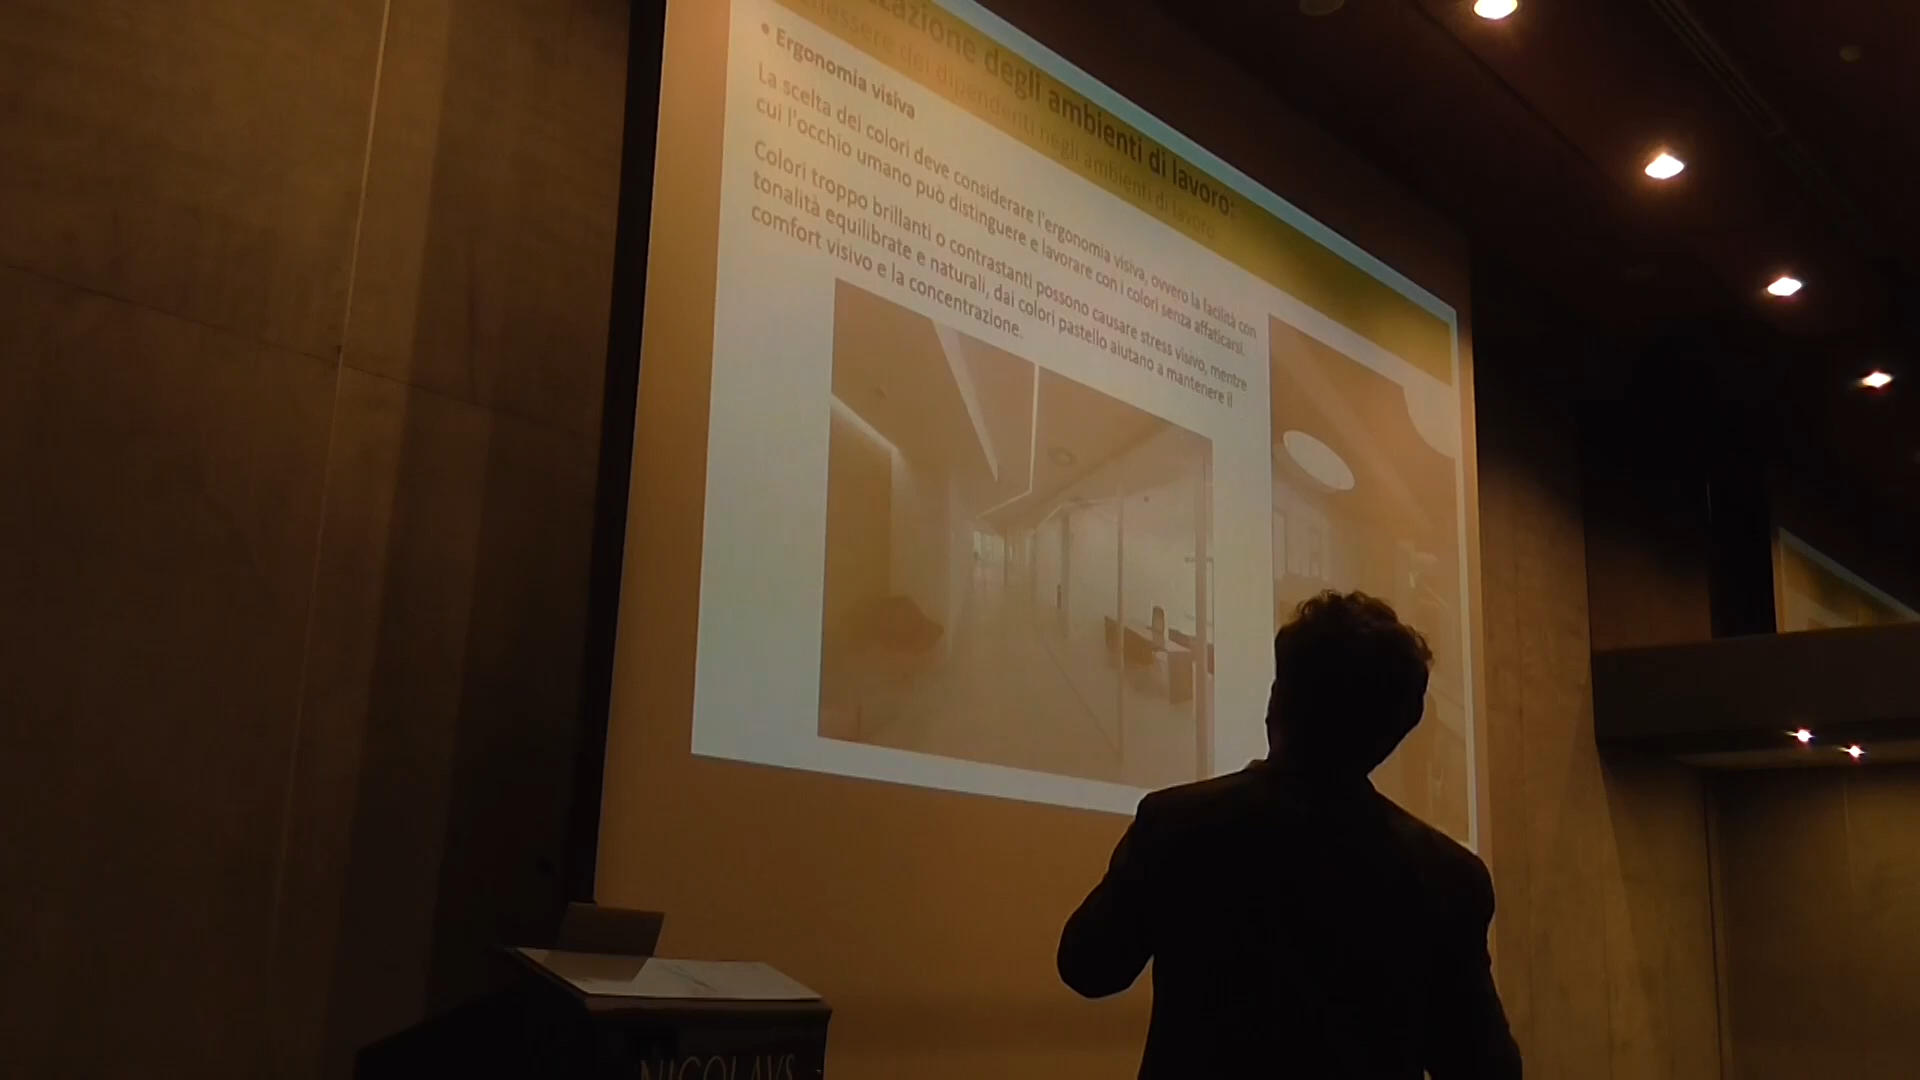 degli ambienti di lavoro:
dei dipendenti negli ambienti di lavoro
• Ergonomia visiva
La scelta dei colori deve considerare l'ergonomia visiva, ovvero la facilità con
cui l'occhio umano può distinguere e lavorare con i colori senza affaticarsi.
Colori troppo brillanti o contrastanti possono causare stress visivo, mentre
tonalità equilibrate e naturali, dai colori pastello aiutano a mantenere il
comfort visivo e la concentrazione.
NICOLAVS